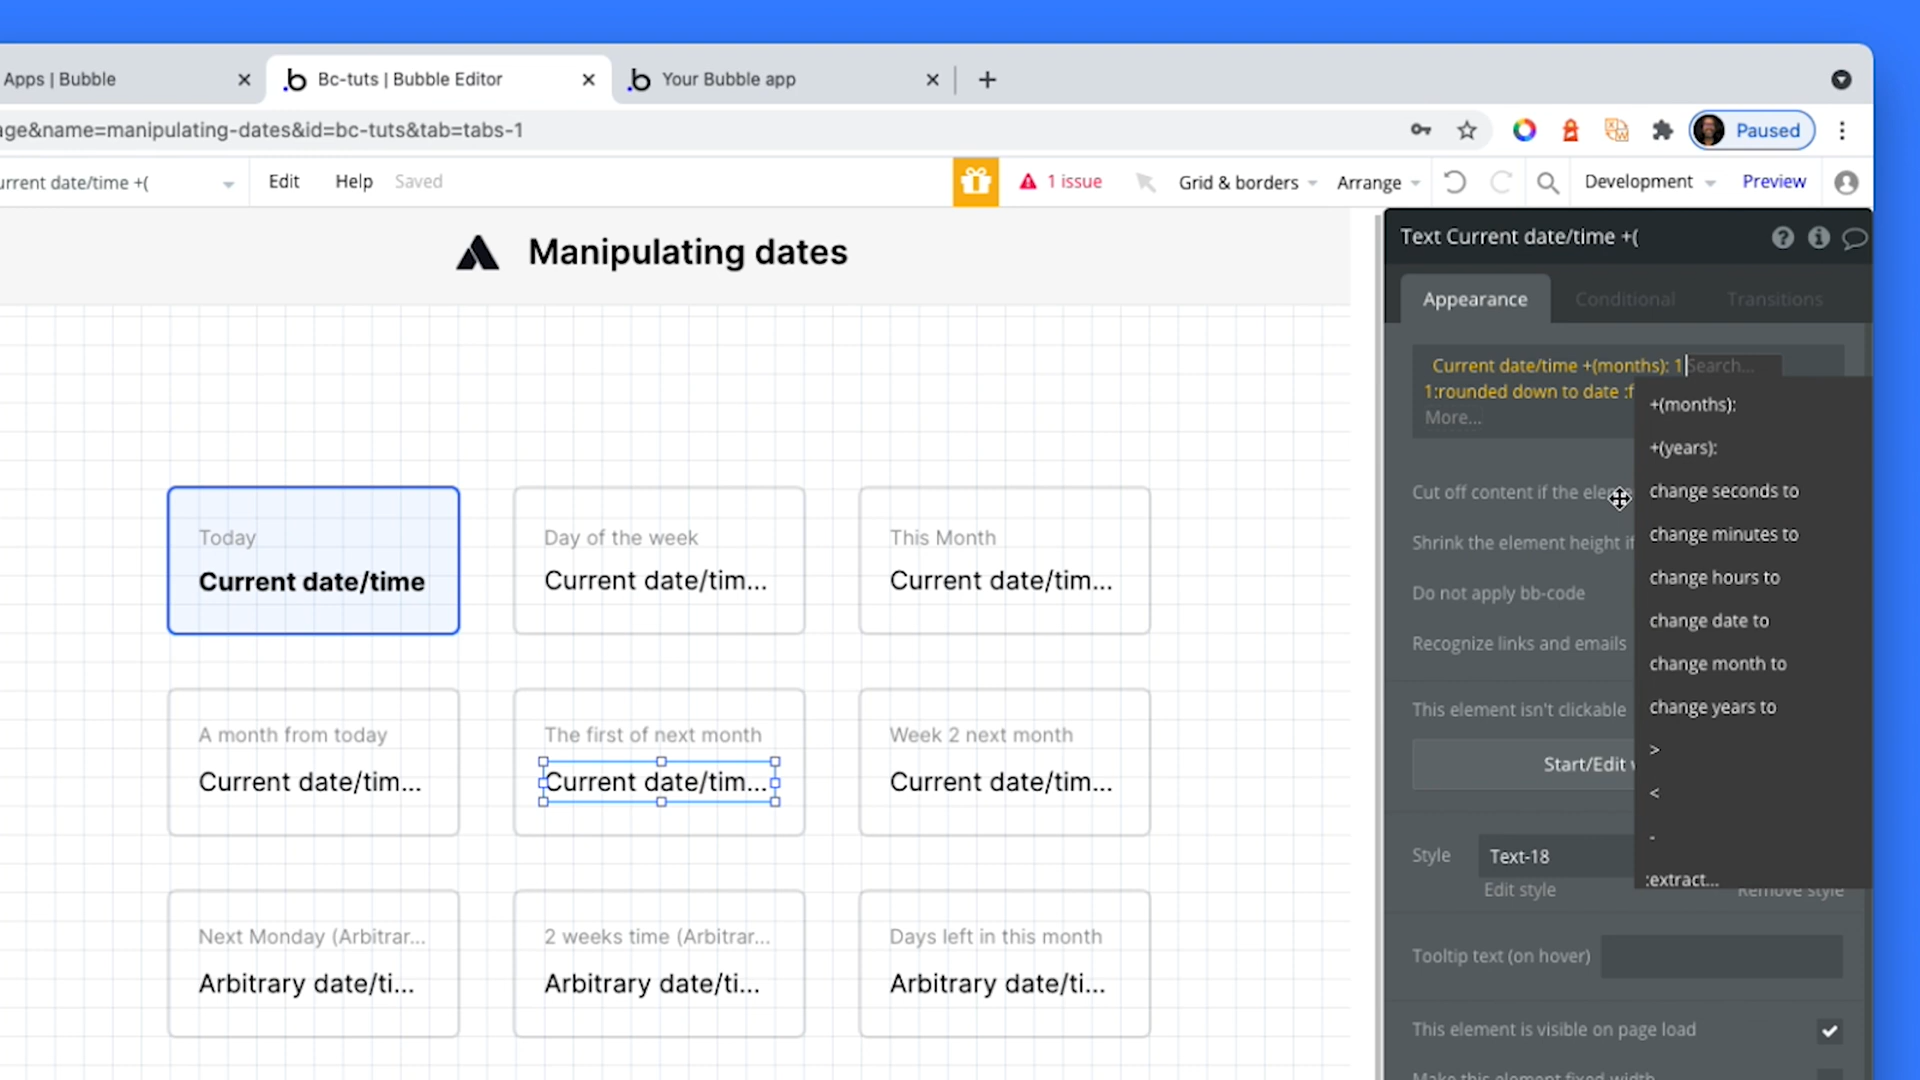 Apps | Bubble
Bc-tuts | Bubble Editor
Your Bubble app
age&name=manipulating-dates&id=bc-tuts&tab=tabs-1
Paused
urrent date/time +(
Edit
Help
Saved
1 issue
Grid & borders
Arrange
Development
Preview
Manipulating dates
Text Current date/time +(
Appearance
Conditional
Transitions
Current date/time +(months): 1 Search...
1:rounded down to date :f
More...
+(months):
+(years):
change seconds to
change minutes to
change hours to
change date to
change month to
change years to
>
<
-
:extract...
Cut off content if the elem
Shrink the element height if
Do not apply bb-code
Recognize links and emails
This element isn't clickable
Start/Edit
Style
Text-18
Edit style
Remove style
Tooltip text (on hover)
This element is visible on page load
Make this element fixed-width
Today
Current date/time
Day of the week
Current date/tim...
This Month
Current date/tim...
A month from today
Current date/tim...
The first of next month
Current date/tim...
Week 2 next month
Current date/tim...
Next Monday (Arbitrar...
Arbitrary date/ti...
2 weeks time (Arbitrar...
Arbitrary date/ti...
Days left in this month
Arbitrary date/ti...